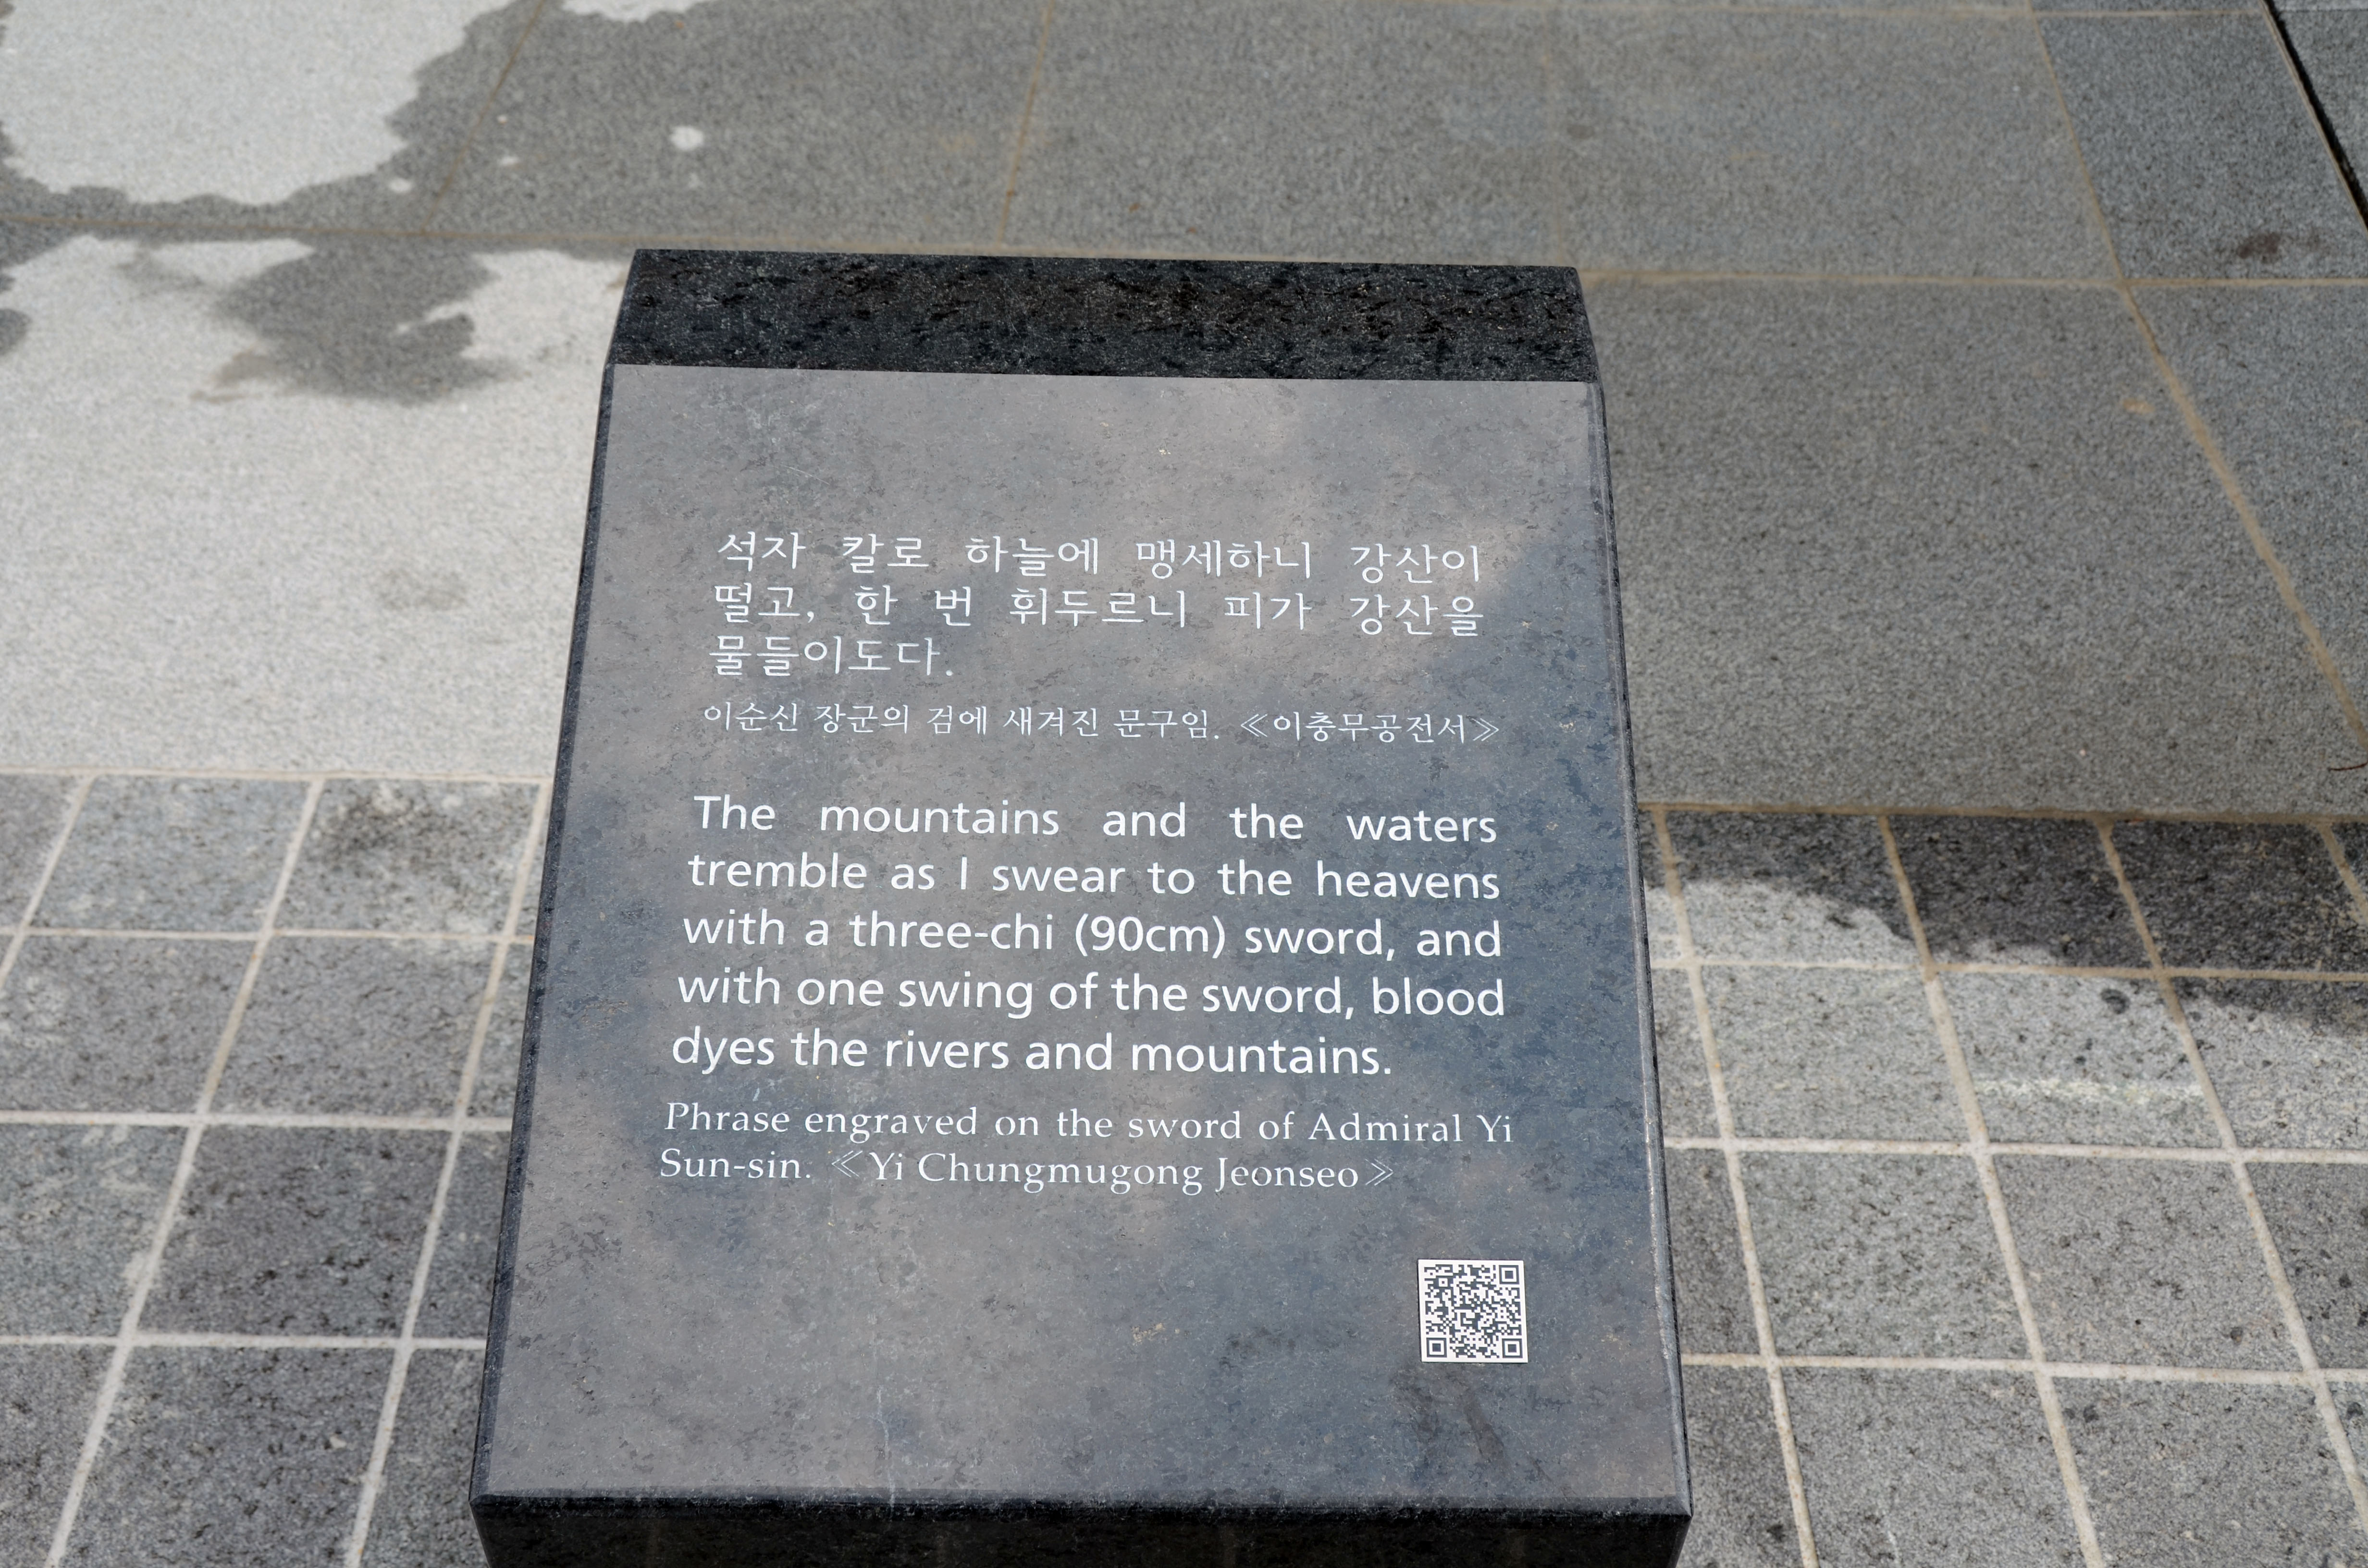 석자 칼로 하늘에 맹세하니 강산이
떨고, 한 번 휘두르니 피가 강산을
물들이도다.
이순신 장군의 검에 새겨진 문구임. ≪이충무공전서≫
The mountains and the waters
tremble as I swear to the heavens
with a three-chi (90cm) sword, and
with one swing of the sword, blood
dyes the rivers and mountains.
Phrase engraved on the sword of Admiral Yi
Sun-sin. ≪Yi Chungmugong Jeonseo≫